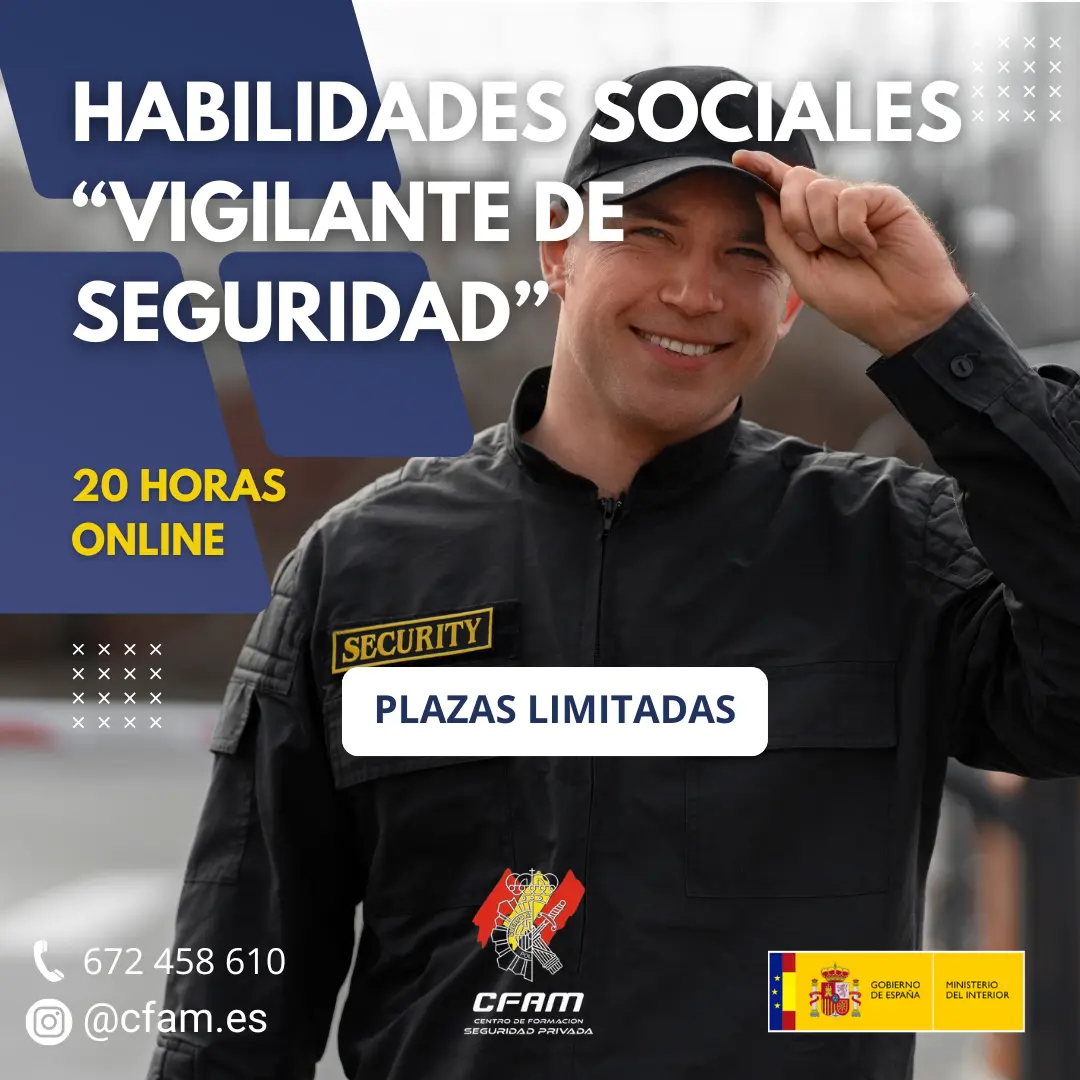 HABILIDADES SOCIALES
“VIGILANTE DE
SEGURIDAD”
20 HORAS
ONLINE
SECURITY
PLAZAS LIMITADAS
672 458 610
@cfam.es
CFAM
CENTRO DE FORMACION
SEGURIDAD PRIVADA
GOBIERNO
DE ESPAÑA
MINISTERIO
DEL INTERIOR